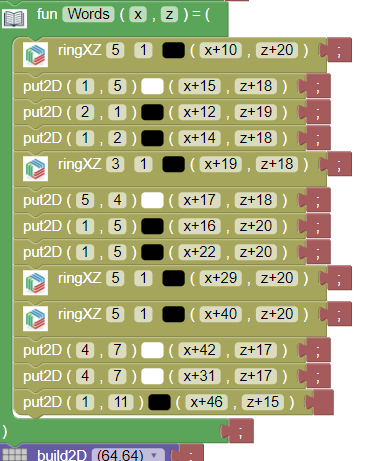 fun Words ( x , z ) = (
ringXZ 5 1 ( x+10 , z+20 ) ;
put2D ( 1 , 5 ) ( x+15 , z+18 ) ;
put2D ( 2 , 1 ) ( x+12 , z+19 ) ;
put2D ( 1 , 2 ) ( x+14 , z+18 ) ;
ringXZ 3 1 ( x+19 , z+18 ) ;
put2D ( 5 , 4 ) ( x+17 , z+18 ) ;
put2D ( 1 , 5 ) ( x+16 , z+20 ) ;
put2D ( 1 , 5 ) ( x+22 , z+20 ) ;
ringXZ 5 1 ( x+29 , z+20 ) ;
ringXZ 5 1 ( x+40 , z+20 ) ;
put2D ( 4 , 7 ) ( x+42 , z+17 ) ;
put2D ( 4 , 7 ) ( x+31 , z+17 ) ;
put2D ( 1 , 11 ) ( x+46 , z+15 )
) ;
build2D (64,64) ;